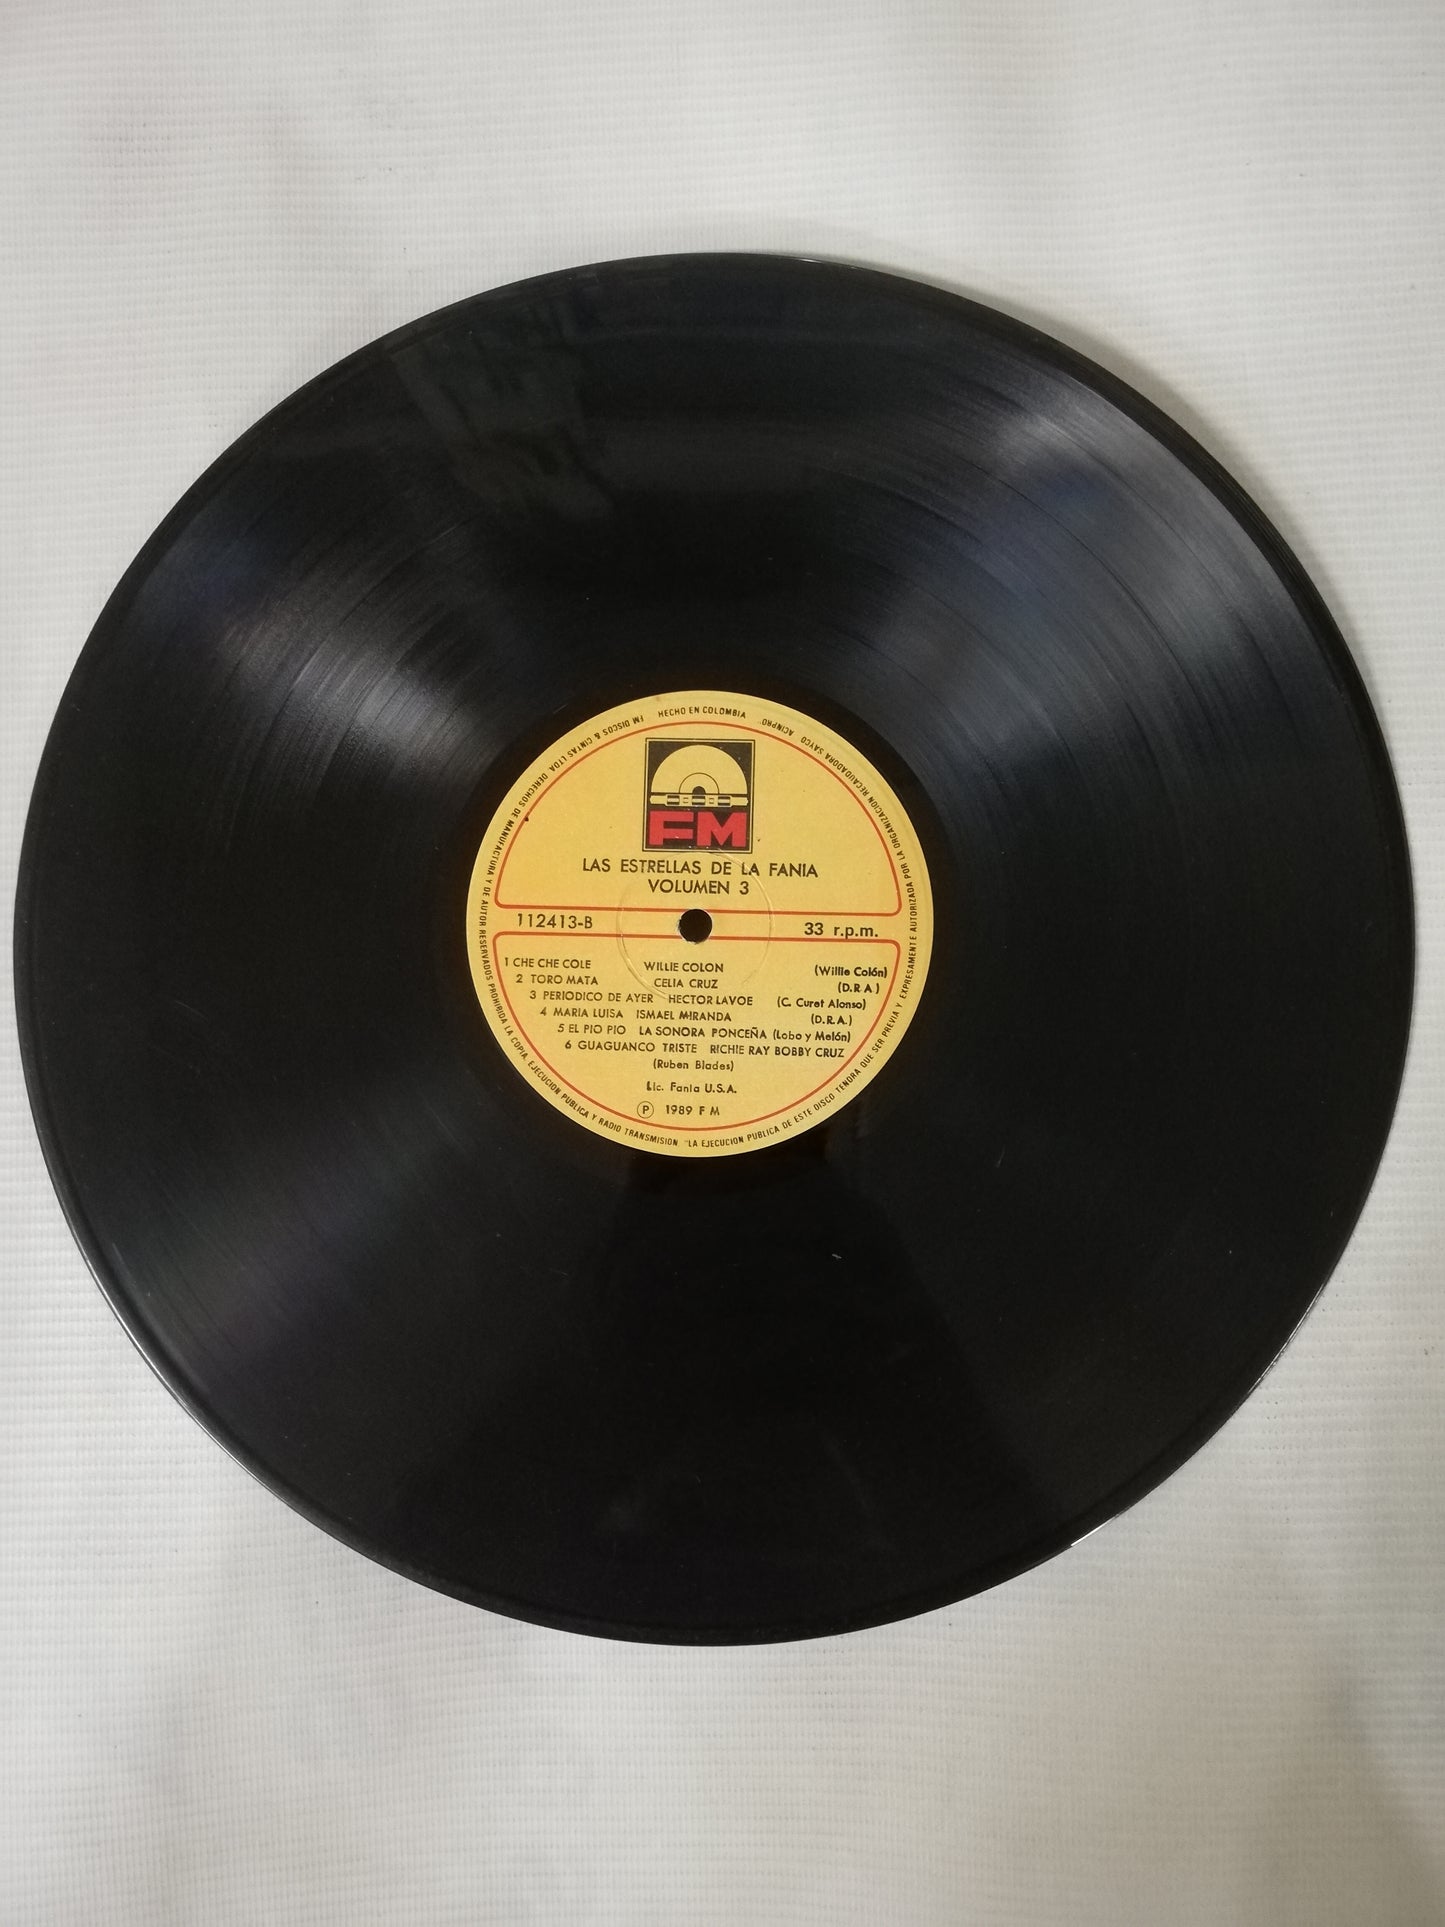 FM DISCOS & CINTAS LTDA. DERECHOS DE MANUFACTURA Y DE AUTOR RESERVADOS PROHIBIDA LA COPIA, EJECUCION PUBLICA Y RADIO TRANSMISION "LA EJECUCION PUBLICA DE ESTE DISCO TENDRA QUE SER PREVIA Y EXPRESAMENTE AUTORIZADA POR LA ORGANIZACION RECAUDADORA SAYCO ACINPRO"
HECHO EN COLOMBIA
FM
LAS ESTRELLAS DE LA FANIA
VOLUMEN 3
112413-B 33 r.p.m.
1 CHE CHE COLE WILLIE COLON (Willie Colón)
2 TORO MATA CELIA CRUZ (D.R.A.)
3 PERIODICO DE AYER HECTOR LAVOE (C. Curet Alonso)
4 MARIA LUISA ISMAEL MIRANDA (D.R.A.)
5 EL PIO PIO LA SONORA PONCEÑA (Lobo y Melón)
6 GUAGUANCO TRISTE RICHIE RAY BOBBY CRUZ
(Ruben Blades)
Lic. Fania U.S.A.
Ⓟ 1989 F M